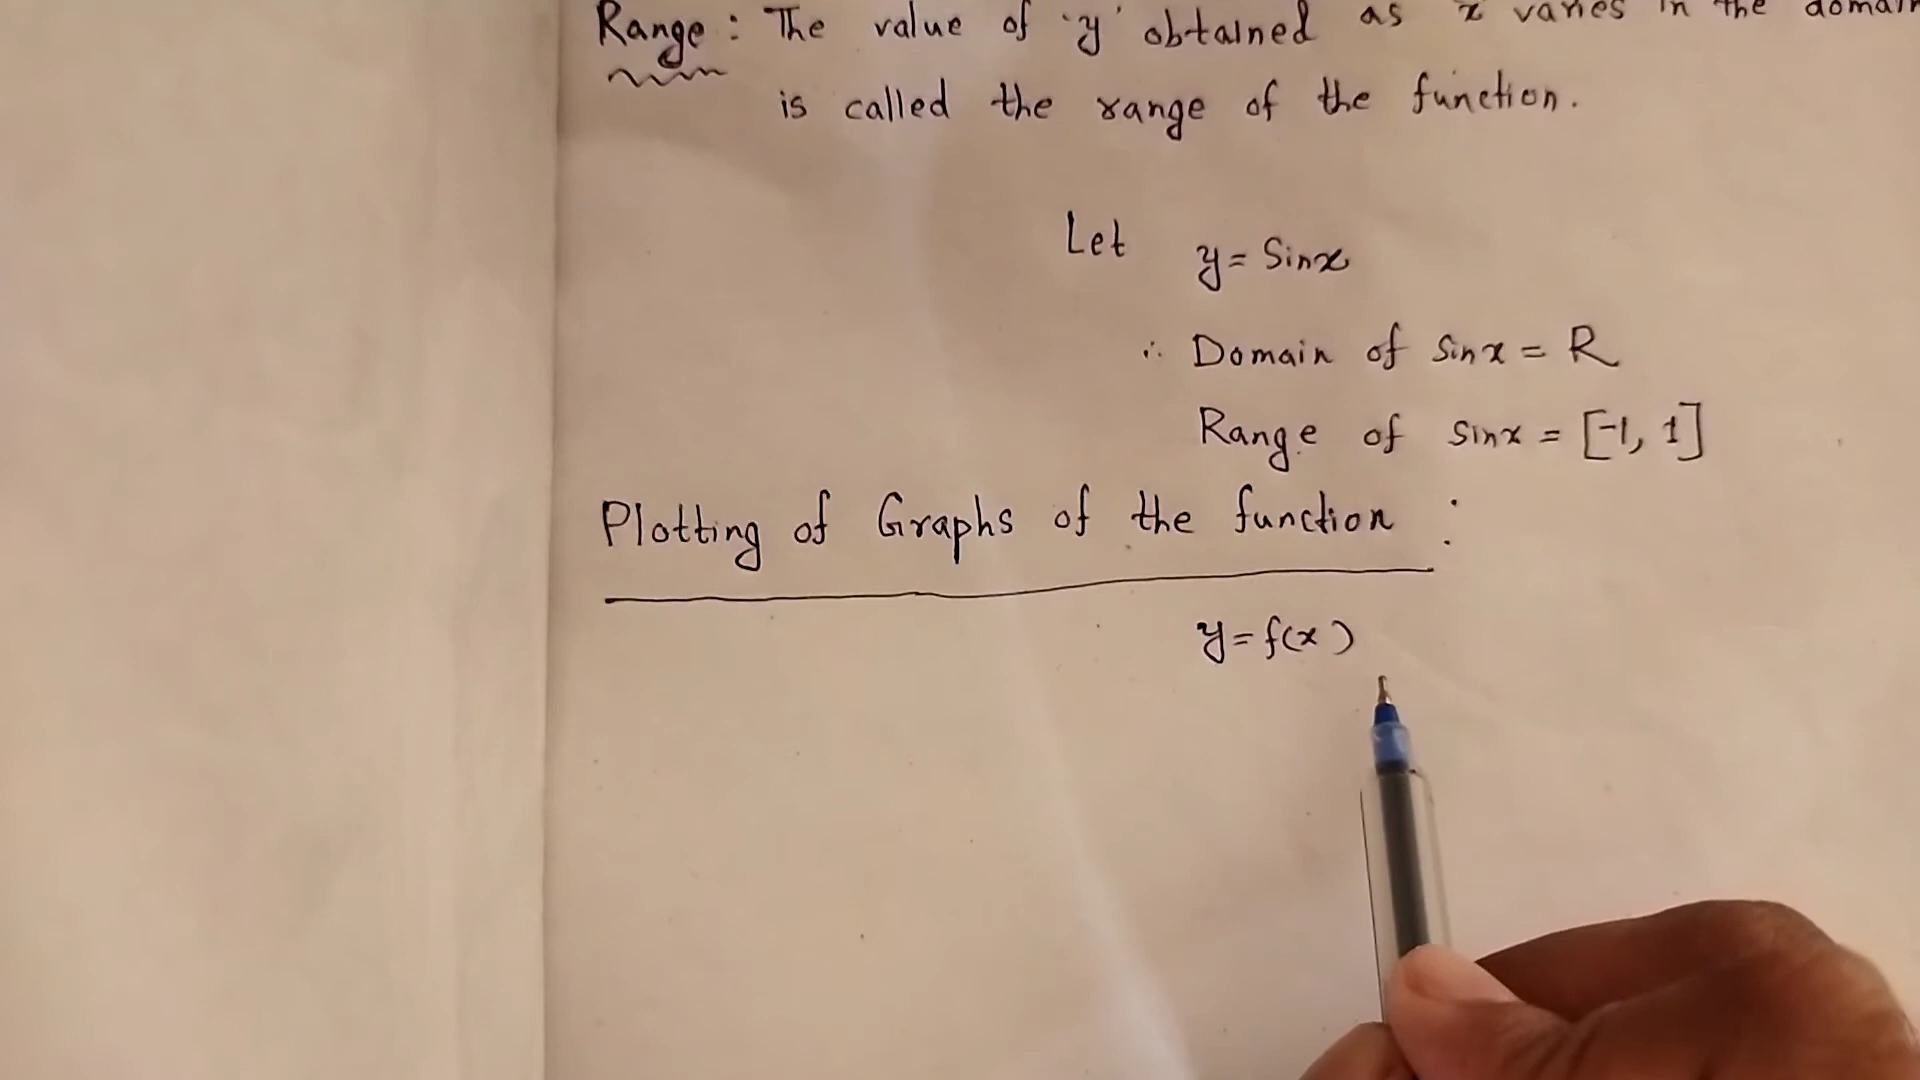 Range : The value of 'y' obtained as x varies in the domain
is called the range of the function.
Let y = Sinx
∴ Domain of Sinx = R
Range of sinx = [-1, 1]
Plotting of Graphs of the function :
y = f(x)